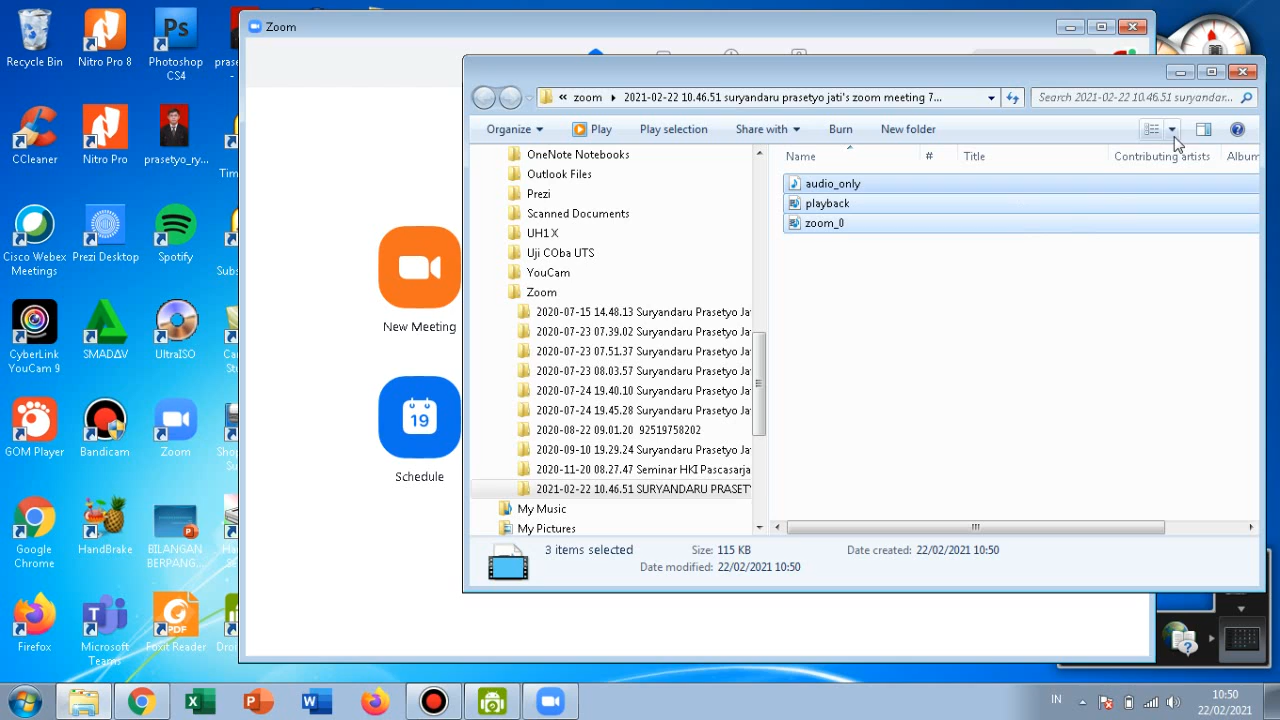 Recycle Bin
Nitro Pro 8
Photoshop CS4
CCleaner
Nitro Pro
prasetyo_ry...
Cisco Webex Meetings
Prezi Desktop
Spotify
CyberLink YouCam 9
SMADΔV
UltraISO
GOM Player
Bandicam
Zoom
Google Chrome
HandBrake
BILANGAN BERPANG...
Firefox
Microsoft Teams
Foxit Reader
Zoom
New Meeting
19
Schedule
« zoom ▸ 2021-02-22 10.46.51 suryandaru prasetyo jati's zoom meeting 7...
Search 2021-02-22 10.46.51 suryandar...
Organize
Play
Play selection
Share with
Burn
New folder
OneNote Notebooks
Outlook Files
Prezi
Scanned Documents
UH1 X
Uji COba UTS
YouCam
Zoom
2020-07-15 14.48.13 Suryandaru Prasetyo Ja
2020-07-23 07.39.02 Suryandaru Prasetyo Ja
2020-07-23 07.51.37 Suryandaru Prasetyo Ja
2020-07-23 08.03.57 Suryandaru Prasetyo Ja
2020-07-24 19.40.10 Suryandaru Prasetyo Ja
2020-07-24 19.45.28 Suryandaru Prasetyo Ja
2020-08-22 09.01.20 92519758202
2020-09-10 19.29.24 Suryandaru Prasetyo Ja
2020-11-20 08.27.47 Seminar HKI Pascasarja
2021-02-22 10.46.51 SURYANDARU PRASET
My Music
My Pictures
Name # Title Contributing artists Album
audio_only
playback
zoom_0
3 items selected Size: 115 KB Date created: 22/02/2021 10:50
Date modified: 22/02/2021 10:50
IN
10:50
22/02/2021